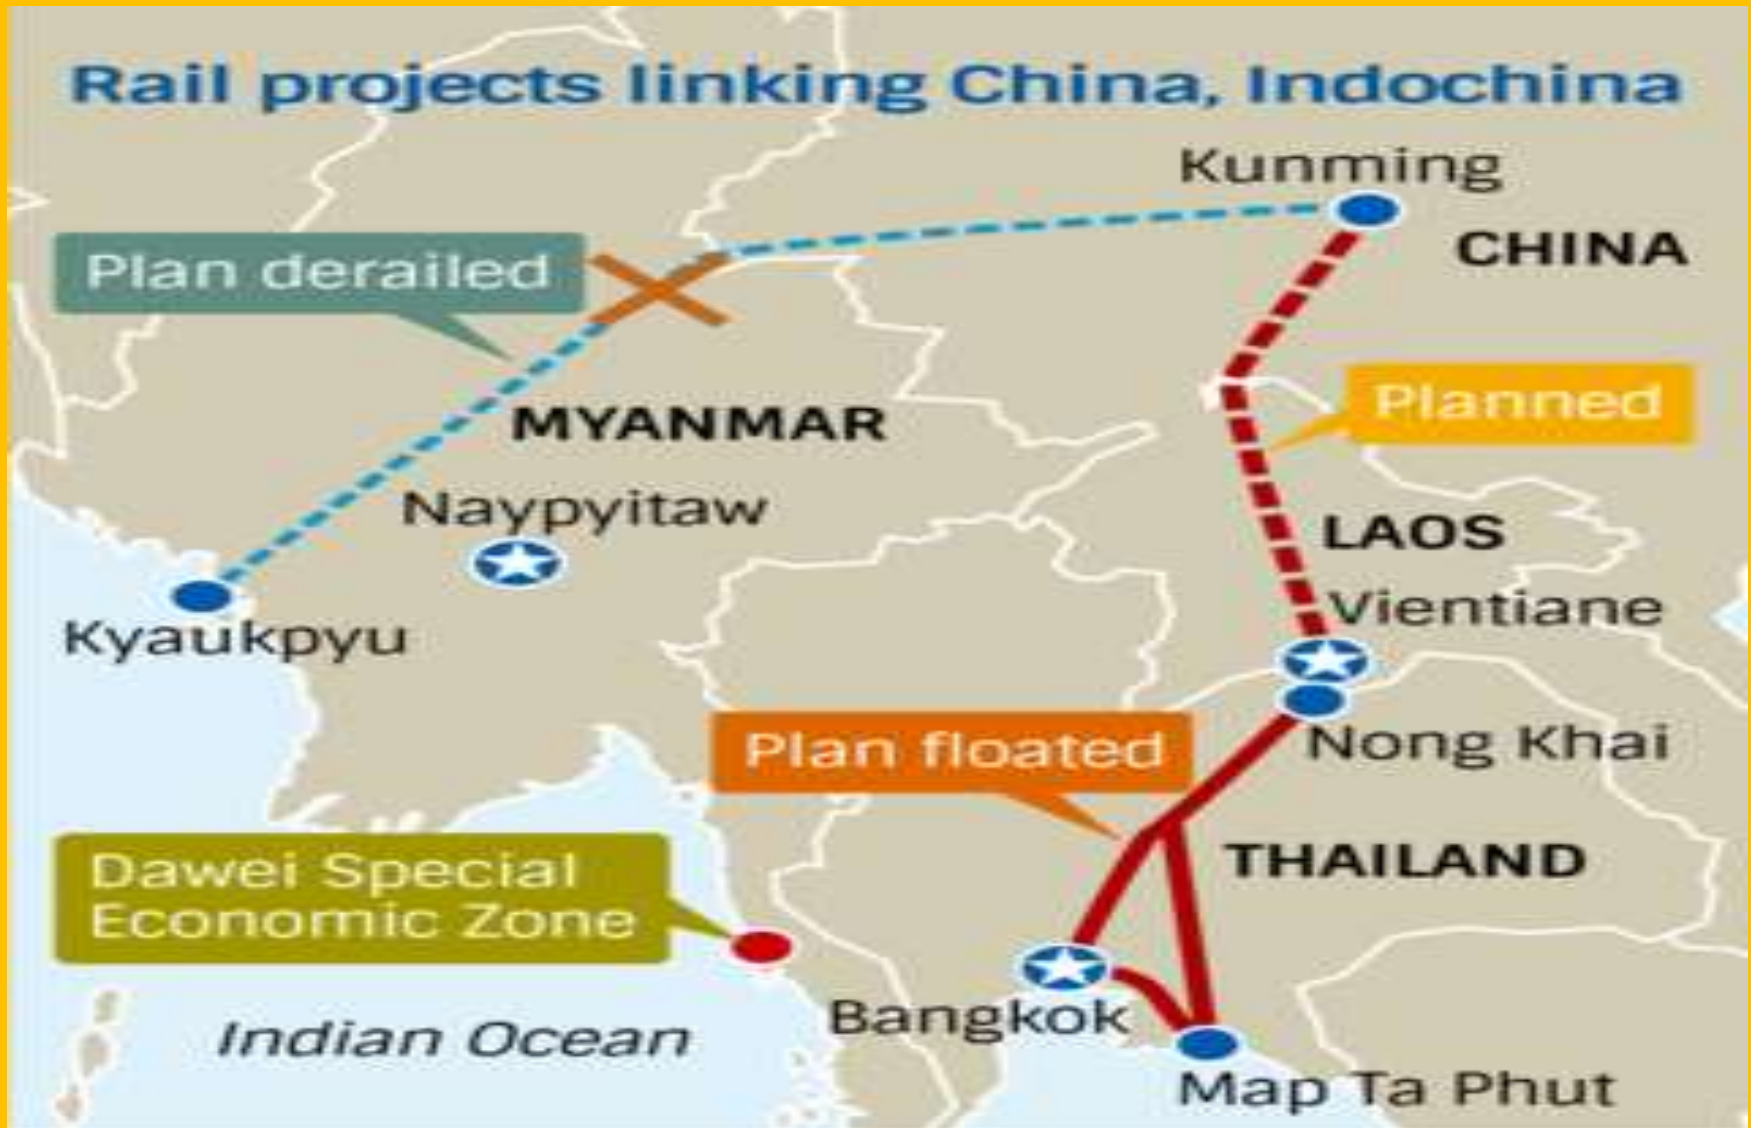 Rail projects linking China, Indochina
Kunming
CHINA
Plan derailed
Planned
MYANMAR
Naypyitaw
LAOS
Vientiane
Kyaukpyu
Plan floated
Nong Khai
THAILAND
Dawei Special
Economic Zone
Bangkok
Indian Ocean
Map Ta Phut